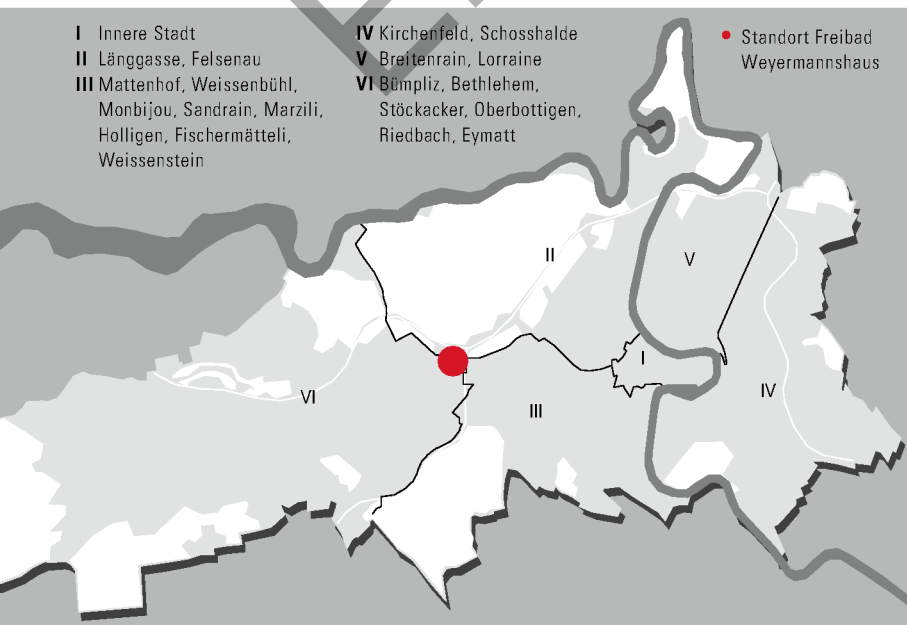 I Innere Stadt
II Länggasse, Felsenau
III Mattenhof, Weissenbühl,
Monbijou, Sandrain, Marzili,
Holligen, Fischermätteli,
Weissenstein
IV Kirchenfeld, Schosshalde
V Breitenrain, Lorraine
VI Bümpliz, Bethlehem,
Stöckacker, Oberbottigen,
Riedbach, Eymatt
Standort Freibad
Weyermannshaus
II
V
I
IV
VI
III